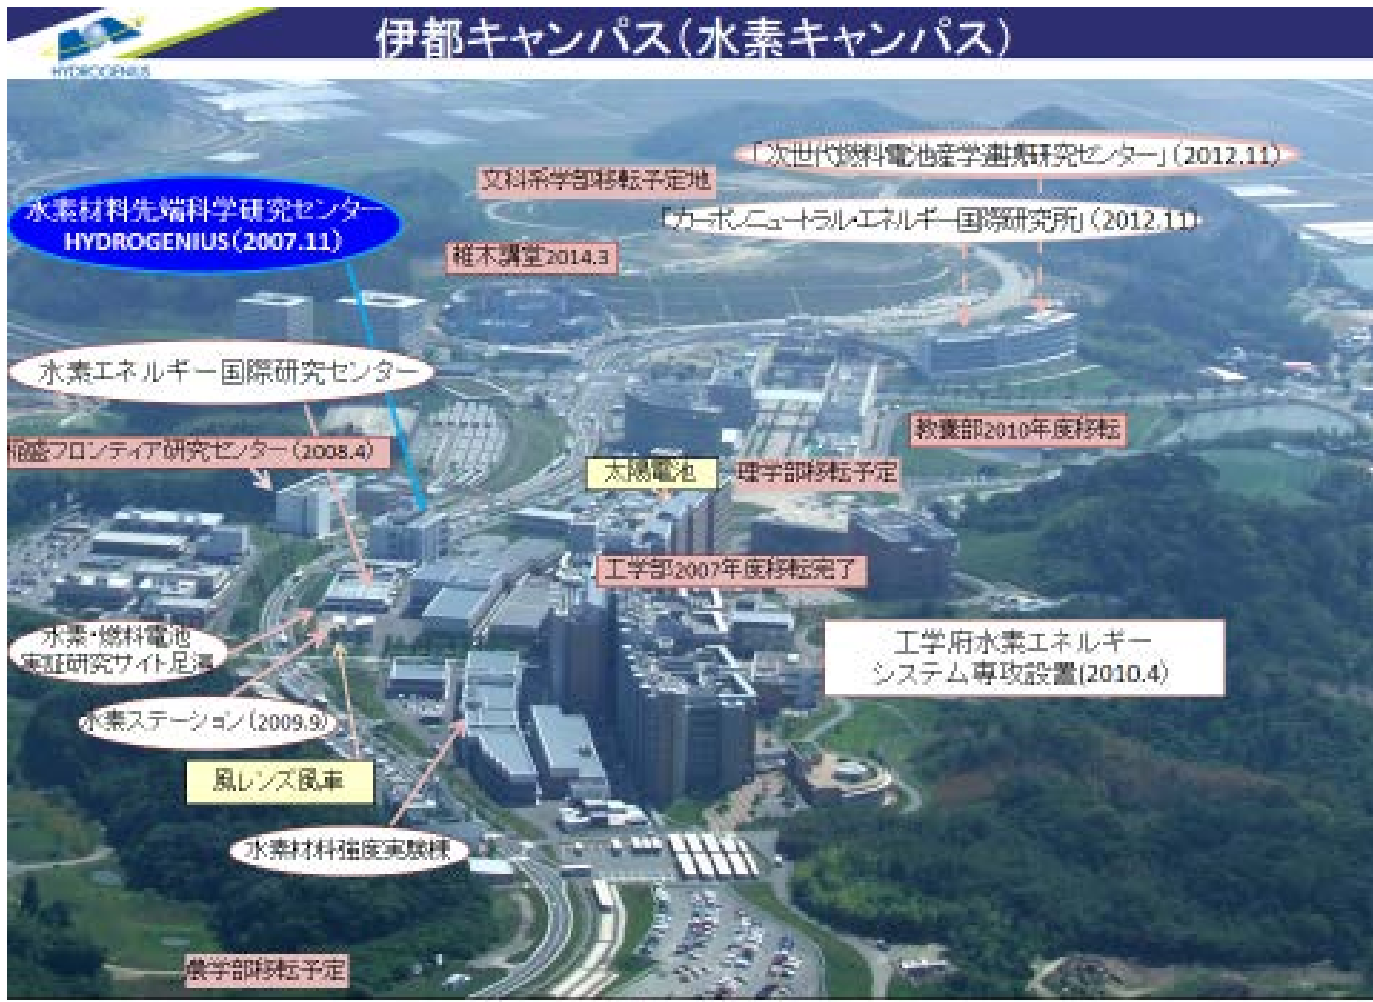 伊都キャンパス(水素キャンパス)
HYDROGENIUS
「次世代燃料電池産学連携研究センター」(2012.11)
文科系学部移転予定地
水素材料先端科学研究センター
HYDROGENIUS(2007.11)
「カーボンニュートラル・エネルギー国際研究所」(2012.11)
椎木講堂2014.3
水素エネルギー国際研究センター
教養部2010年度移転
稲盛フロンティア研究センター(2008.4)
太陽電池
理学部移転予定
工学部2007年度移転完了
水素・燃料電池
実証研究サイト足湯
工学府水素エネルギー
システム専攻設置(2010.4)
水素ステーション(2009.9)
風レンズ風車
水素材料強度実験棟
農学部移転予定